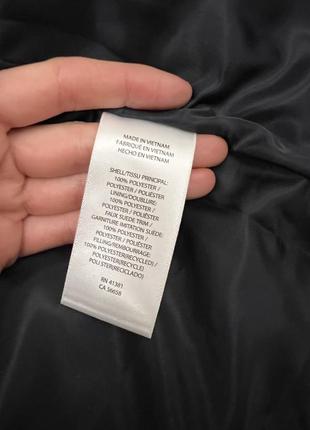 MADE IN VIETNAM
FABRIQUÉ EN VIETNAM
HECHO EN VIETNAM
SHELL/TISSU PRINCIPAL:
100% POLYESTER /
POLYESTER / POLIÉSTER
LINING/DOUBLURE:
100% POLYESTER /
POLYESTER / POLIÉSTER
FAUX SUEDE TRIM /
GARNITURE IMITATION SUÈDE:
100% POLYESTER /
POLYESTER / POLIÉSTER
FILLING/REMBOURRAGE:
100% POLYESTER(RECYCLED) /
POLYESTER(RECYCLÉ)
POLIÉSTER(RECICLADO)
RN 41381
CA 56658